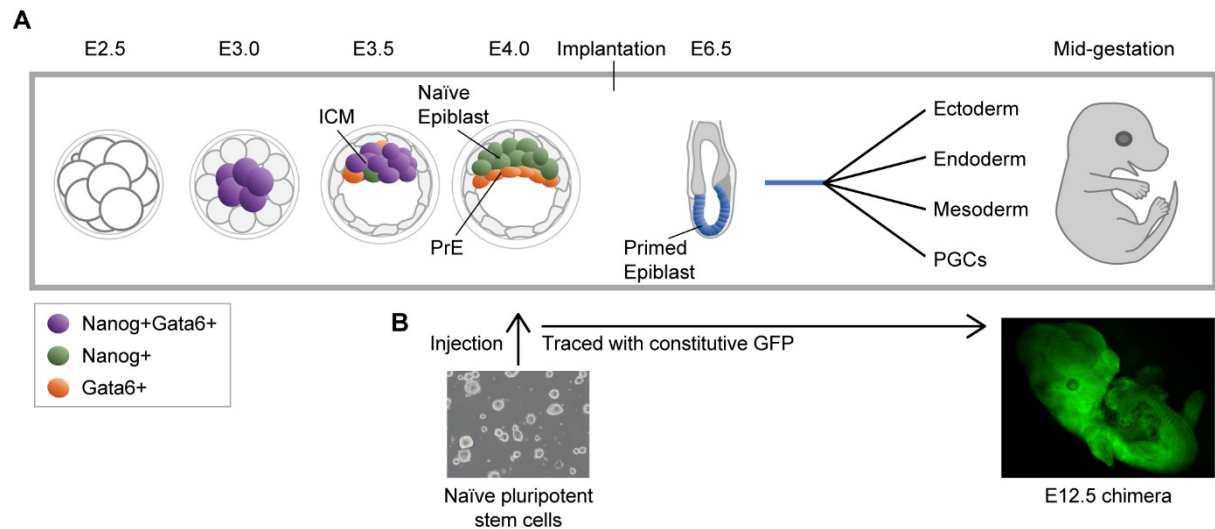 A
E2.5
E3.0
E3.5
E4.0
Implantation
E6.5
Mid-gestation
ICM
Naïve
Epiblast
PrE
Primed
Epiblast
Ectoderm
Endoderm
Mesoderm
PGCs
Nanog+Gata6+
Nanog+
Gata6+
B
Injection
Traced with constitutive GFP
Naïve pluripotent
stem cells
E12.5 chimera